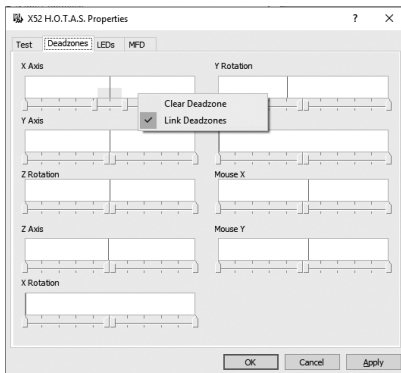 X52 H.O.T.A.S. Properties
Test Deadzones LEDs MFD
X Axis
Y Rotation
Clear Deadzone
Link Deadzones
Y Axis
Z Rotation
Mouse X
Z Axis
Mouse Y
X Rotation
OK Cancel Apply